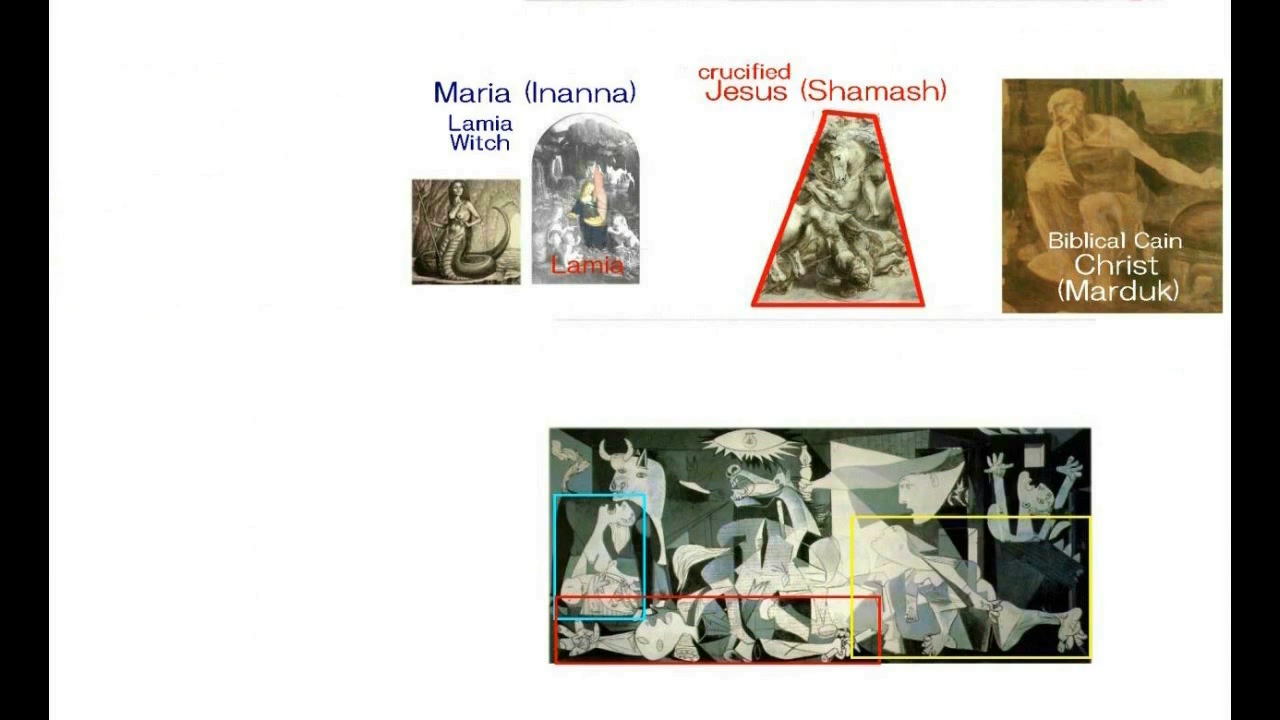 Maria (Inanna)
Lamia
Witch
Lamia
crucified
Jesus (Shamash)
Biblical Cain
Christ
(Marduk)